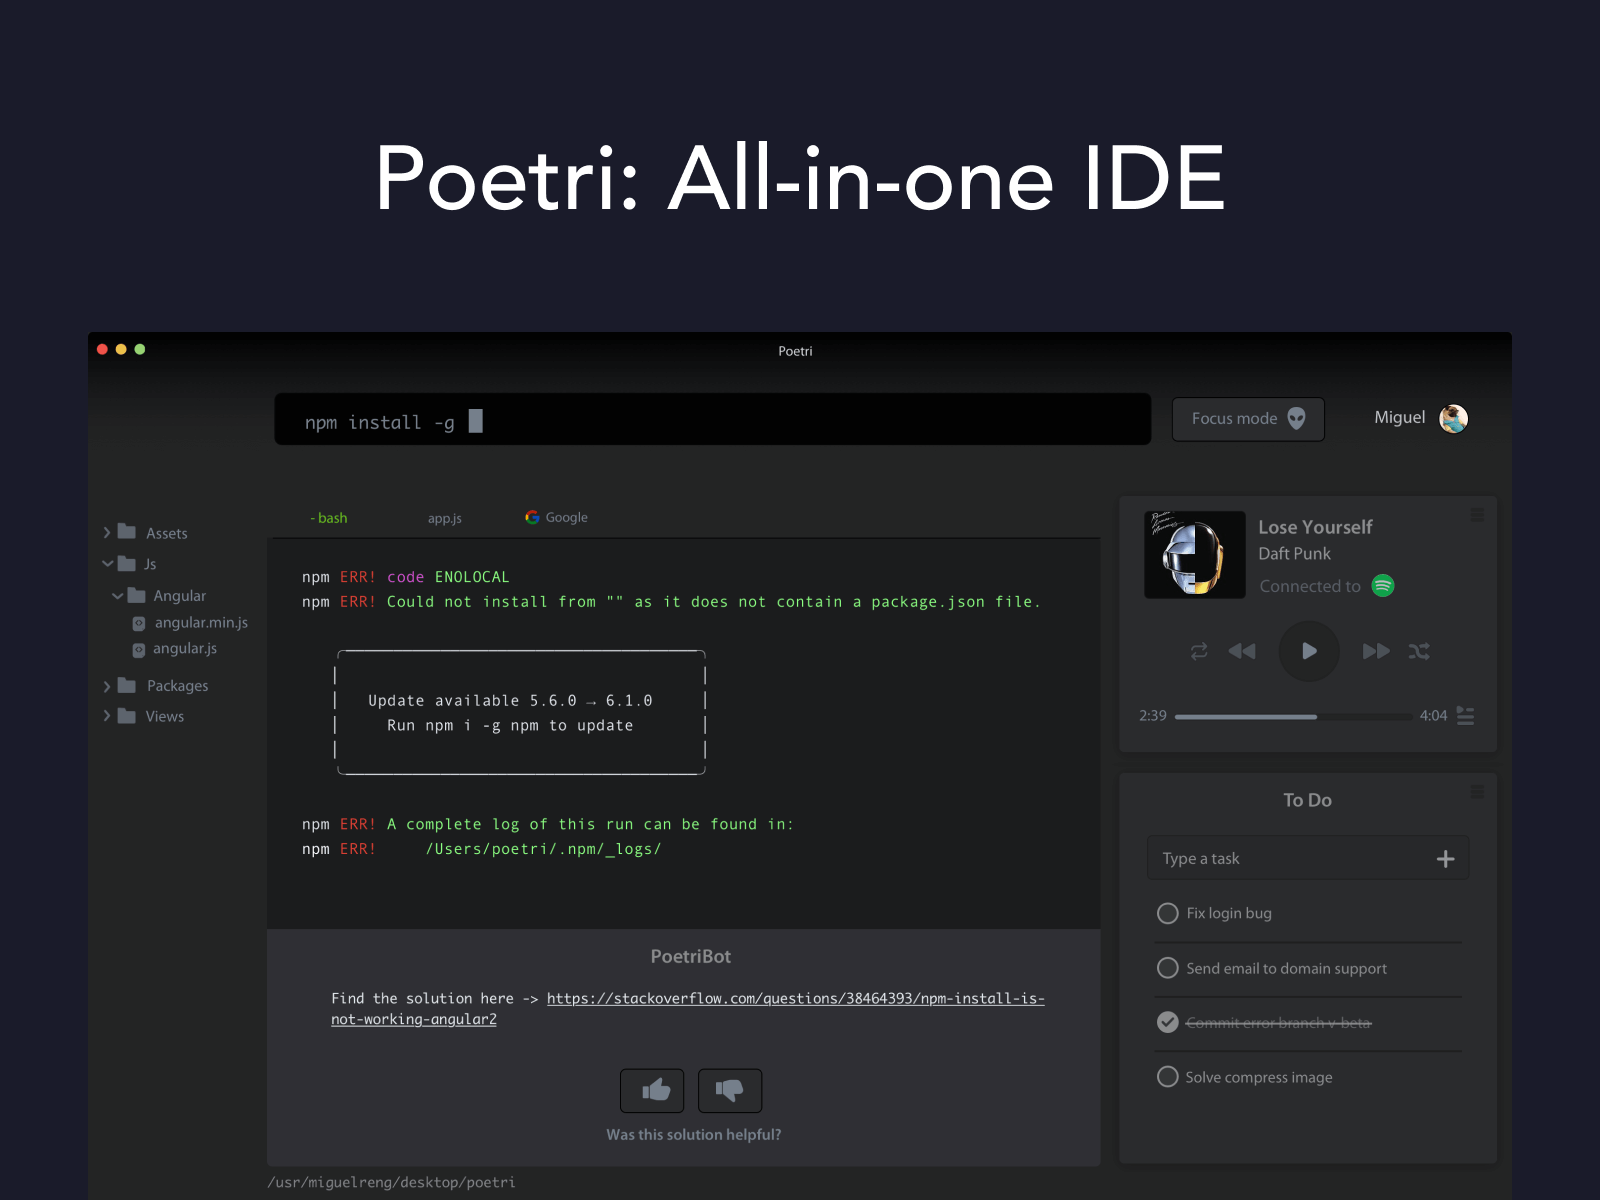 Poetri: All-in-one IDE
Poetri
npm install -g
Focus mode
Miguel
- bash
app.js
Google
Assets
Js
Angular
angular.min.js
angular.js
Packages
Views
npm ERR! code ENOLOCAL
npm ERR! Could not install from "" as it does not contain a package.json file.
Update available 5.6.0 → 6.1.0
Run npm i -g npm to update
npm ERR! A complete log of this run can be found in:
npm ERR! /Users/poetri/.npm/_logs/
PoetriBot
Find the solution here -> https://stackoverflow.com/questions/38464393/npm-install-is-
not-working-angular2
Was this solution helpful?
/usr/miguelreng/desktop/poetri
Lose Yourself
Daft Punk
Connected to
2:39
4:04
To Do
Type a task
Fix login bug
Send email to domain support
Commit error branch v-beta
Solve compress image